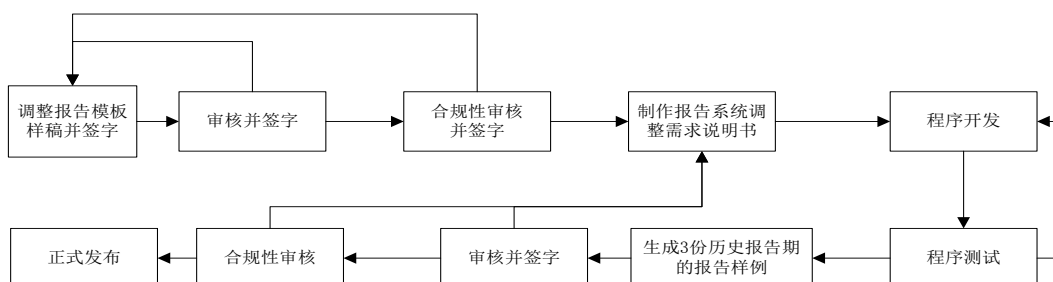 调整报告模板
样稿并签字
审核并签字
合规性审核
并签字
制作报告系统调
整需求说明书
程序开发
正式发布
合规性审核
审核并签字
生成3份历史报告期
的报告样例
程序测试